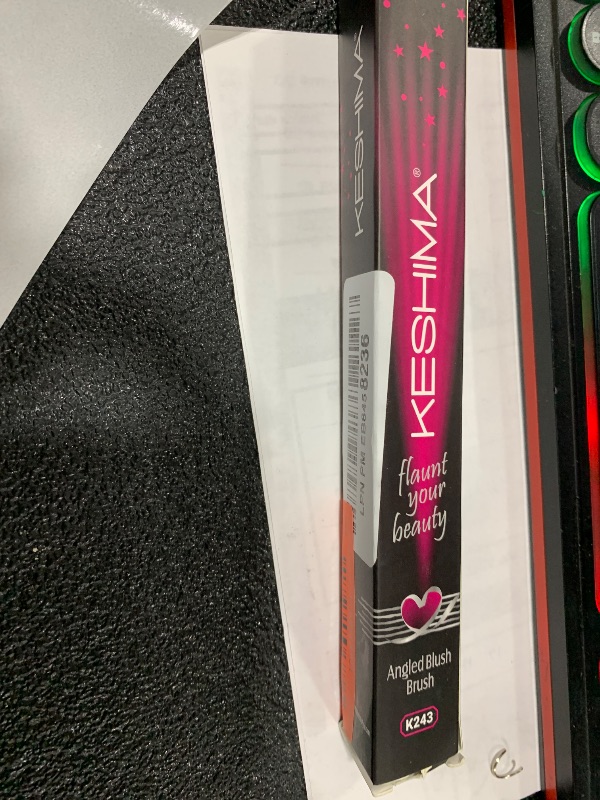 KESHIMA®
flaunt
your
beauty
Angled Blush
Brush
K243
KESHIMA
8236